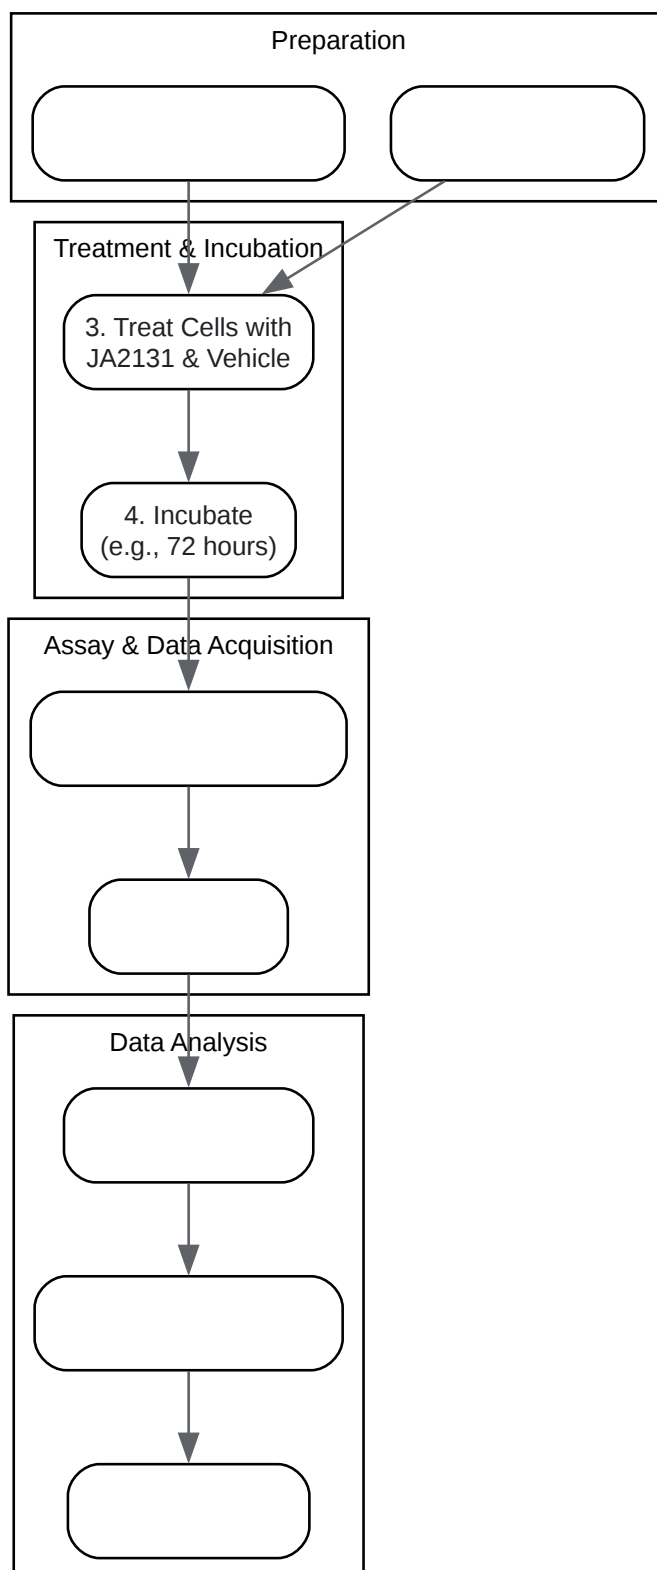 Preparation
Treatment & Incubation
3. Treat Cells with
JA2131 & Vehicle
4. Incubate
(e.g., 72 hours)
Assay & Data Acquisition
Data Analysis